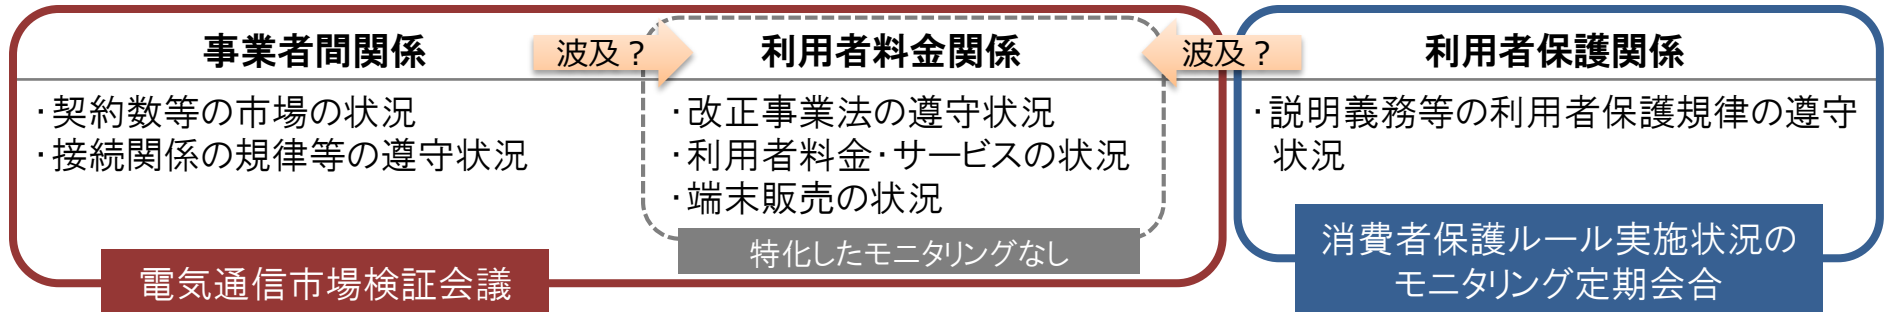 事業者間関係
・契約数等の市場の状況
・接続関係の規律等の遵守状況
電気通信市場検証会議
波及？
利用者料金関係
・改正事業法の遵守状況
・利用者料金・サービスの状況
・端末販売の状況
特化したモニタリングなし
波及？
利用者保護関係
・説明義務等の利用者保護規律の遵守
状況
消費者保護ルール実施状況の
モニタリング定期会合